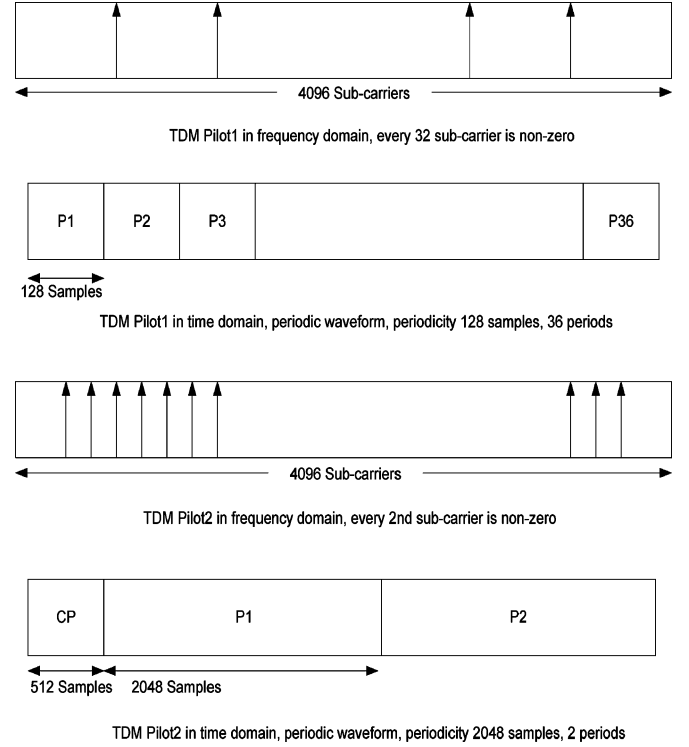 4096 Sub-carriers
TDM Pilot1 in frequency domain, every 32 sub-carrier is non-zero
P1 P2 P3 P36
128 Samples
TDM Pilot1 in time domain, periodic waveform, periodicity 128 samples, 36 periods
4096 Sub-carriers
TDM Pilot2 in frequency domain, every 2nd sub-carrier is non-zero
CP P1 P2
512 Samples 2048 Samples
TDM Pilot2 in time domain, periodic waveform, periodicity 2048 samples, 2 periods